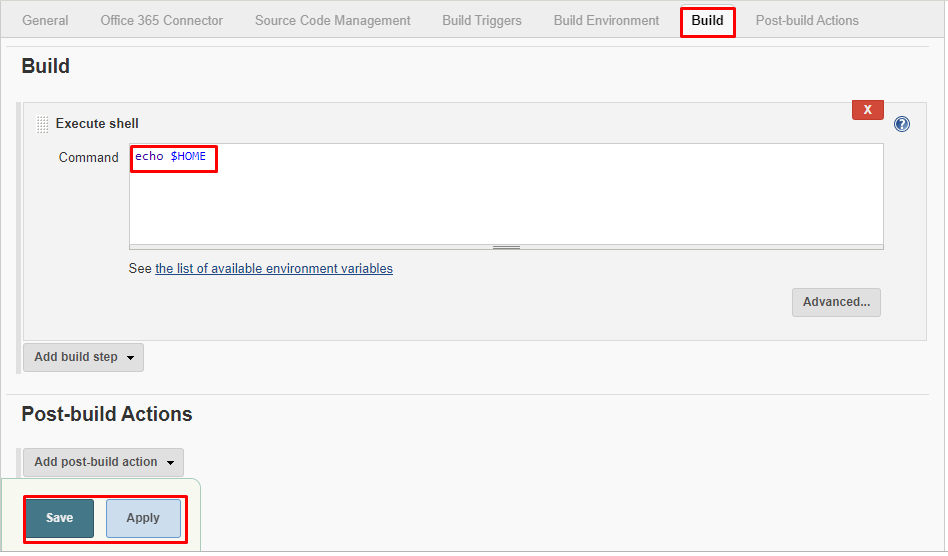 General Office 365 Connector Source Code Management Build Triggers Build Environment Build Post-build Actions
Build
X
Execute shell ?
Command echo $HOME
See the list of available environment variables
Advanced...
Add build step
Post-build Actions
Add post-build action
Save Apply